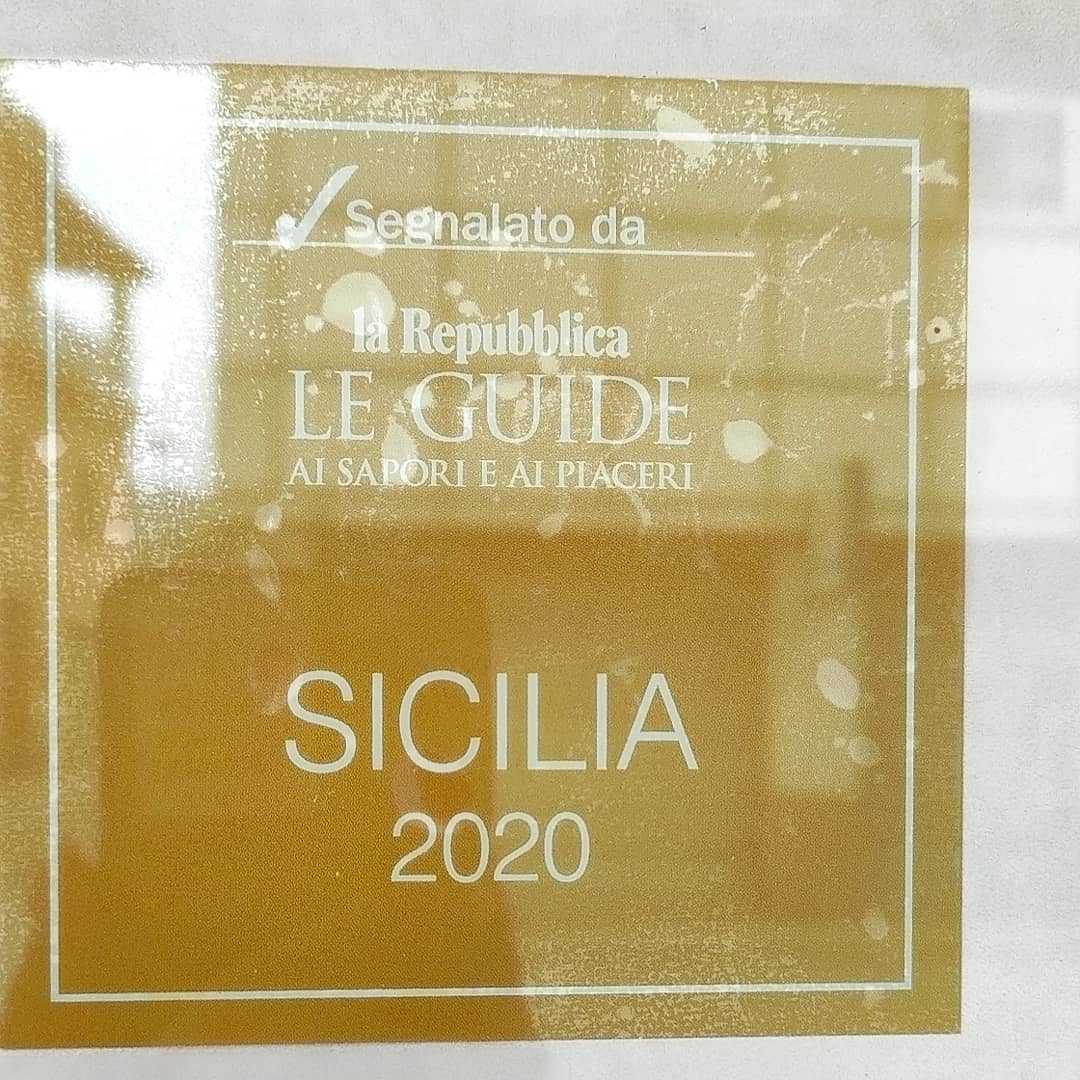 Segnalato da
la Repubblica
LE GUIDE
AI SAPORI E AI PIACERI
SICILIA
2020